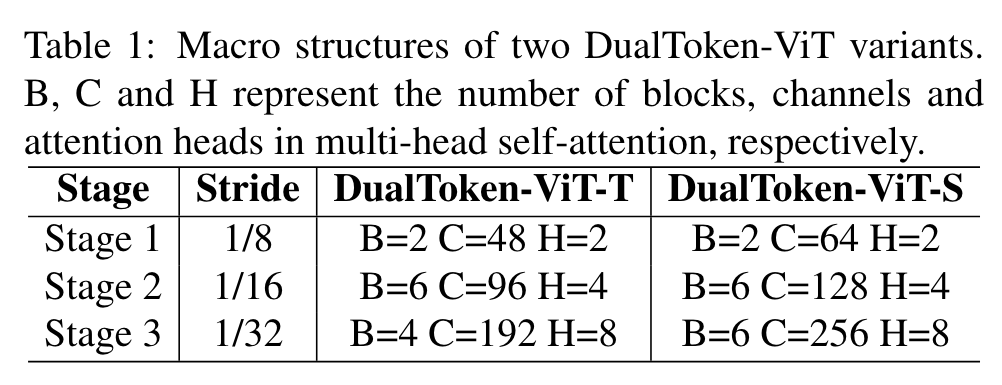 Table 1: Macro structures of two DualToken-ViT variants.
B, C and H represent the number of blocks, channels and
attention heads in multi-head self-attention, respectively.
Stage Stride DualToken-ViT-T DualToken-ViT-S
Stage 1 1/8 B=2 C=48 H=2 B=2 C=64 H=2
Stage 2 1/16 B=6 C=96 H=4 B=6 C=128 H=4
Stage 3 1/32 B=4 C=192 H=8 B=6 C=256 H=8